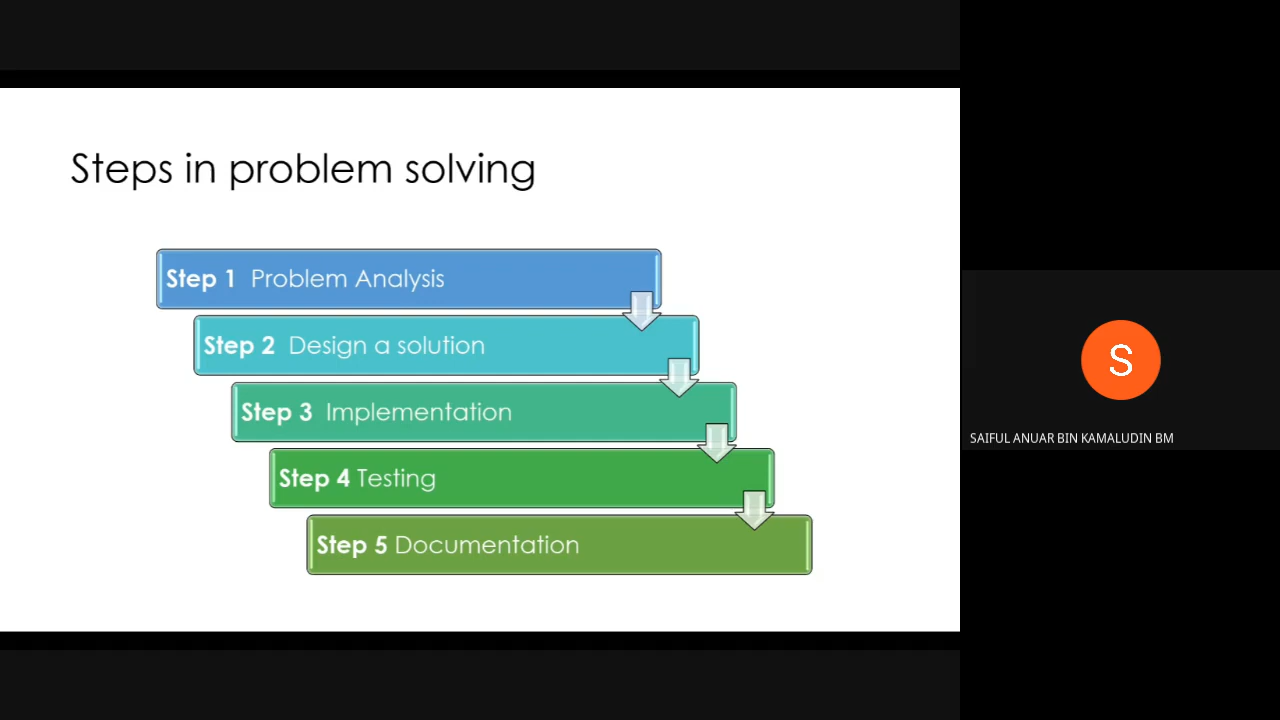 Steps in problem solving
Step 1 Problem Analysis
Step 2 Design a solution
Step 3 Implementation
Step 4 Testing
Step 5 Documentation
S
SAIFUL ANUAR BIN KAMALUDIN BM